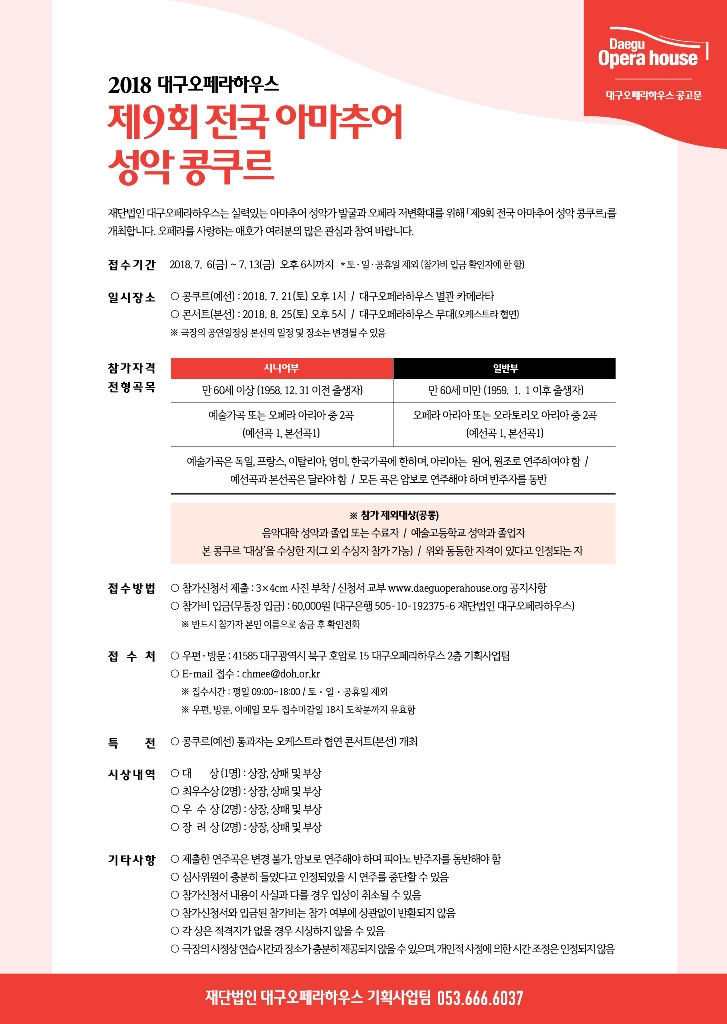 Daegu
Opera house
대구오페라하우스 공고문
2018 대구오페라하우스
제9회 전국 아마추어
성악 콩쿠르
재단법인 대구오페라하우스는 실력있는 아마추어 성악가 발굴과 오페라 저변확대를 위해 「제9회 전국 아마추어 성악 콩쿠르」를
개최합니다. 오페라를 사랑하는 애호가 여러분의 많은 관심과 참여 바랍니다.
접수기간 2018. 7. 6(금) ~ 7. 13(금) 오후 6시까지 *토·일·공휴일 제외 (참가비 입금 확인자에 한 함)
일시장소 ○ 콩쿠르(예선) : 2018. 7. 21(토) 오후 1시 / 대구오페라하우스 별관 카메라타
○ 콘서트(본선) : 2018. 8. 25(토) 오후 5시 / 대구오페라하우스 무대(오케스트라 협연)
※ 극장의 공연일정상 본선의 일정 및 장소는 변경될 수 있음
참가자격
전형곡목
시니어부 일반부
만 60세 이상 (1958. 12. 31 이전 출생자) 만 60세 미만 (1959. 1. 1 이후 출생자)
예술가곡 또는 오페라 아리아 중 2곡 오페라 아리아 또는 오라토리오 아리아 중 2곡
(예선곡 1, 본선곡1) (예선곡 1, 본선곡1)
예술가곡은 독일, 프랑스, 이탈리아, 영미, 한국가곡에 한하며, 아리아는 원어, 원조로 연주하여야 함 /
예선곡과 본선곡은 달라야 함 / 모든 곡은 암보로 연주해야 하며 반주자를 동반
※ 참가 제외대상(공통)
음악대학 성악과 졸업 또는 수료자 / 예술고등학교 성악과 졸업자
본 콩쿠르 '대상'을 수상한 자(그 외 수상자 참가 가능) / 위와 동등한 자격이 있다고 인정되는 자
접수방법 ○ 참가신청서 제출 : 3×4cm 사진 부착 / 신청서 교부 www.daeguoperahouse.org 공지사항
○ 참가비 입금(무통장 입금) : 60,000원 (대구은행 505-10-192375-6 재단법인 대구오페라하우스)
※ 반드시 참가자 본인 이름으로 송금 후 확인전화
접 수 처 ○ 우편·방문 : 41585 대구광역시 북구 호암로 15 대구오페라하우스 2층 기획사업팀
○ E-mail 접수 : chmee@doh.or.kr
※ 접수시간 : 평일 09:00~18:00 / 토·일·공휴일 제외
※ 우편, 방문, 이메일 모두 접수마감일 18시 도착분까지 유효함
특 전 ○ 콩쿠르(예선) 통과자는 오케스트라 협연 콘서트(본선) 개최
시상내역 ○ 대 상 (1명) : 상장, 상패 및 부상
○ 최우수상 (2명) : 상장, 상패 및 부상
○ 우 수 상 (2명) : 상장, 상패 및 부상
○ 장 려 상 (2명) : 상장, 상패 및 부상
기타사항 ○ 제출한 연주곡은 변경 불가, 암보로 연주해야 하며 피아노 반주자를 동반해야 함
○ 심사위원이 충분히 들었다고 인정되었을 시 연주를 중단할 수 있음
○ 참가신청서 내용이 사실과 다를 경우 입상이 취소될 수 있음
○ 참가신청서와 입금된 참가비는 참가 여부에 상관없이 반환되지 않음
○ 각 상은 적격자가 없을 경우 시상하지 않을 수 있음
○ 극장의 사정상 연습시간과 장소가 충분히 제공되지 않을 수 있으며, 개인적 사정에 의한 시간 조정은 인정되지 않음
재단법인 대구오페라하우스 기획사업팀 053.666.6037